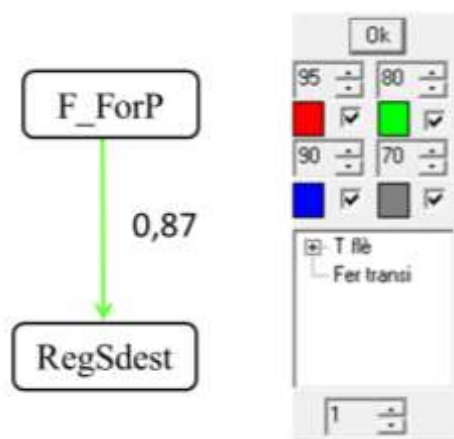 F_ForP
0,87
RegSdest
Ok
95 80
90 70
T flè
Fer transi
1